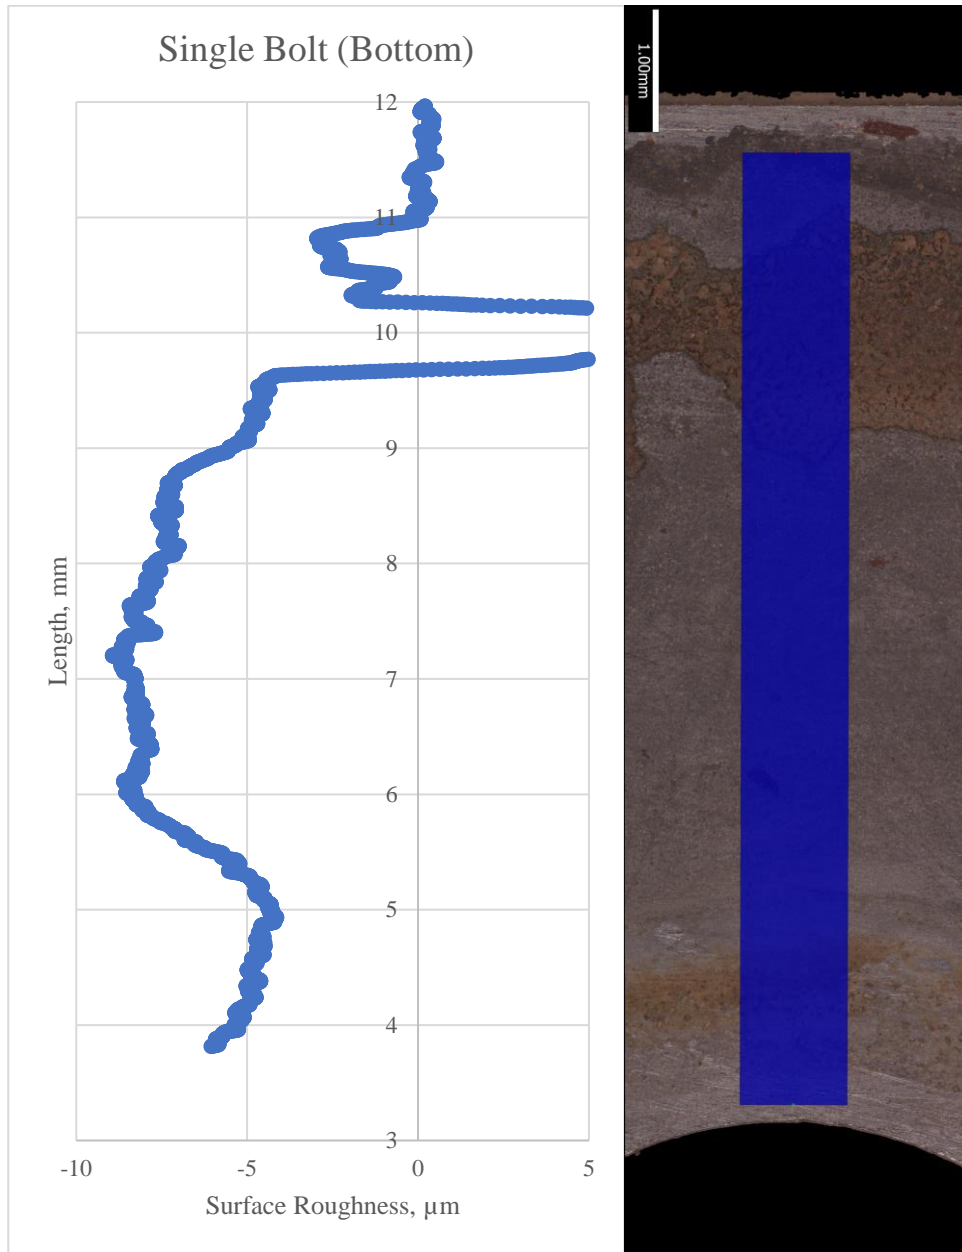 Single Bolt (Bottom)
12
11
10
9
8
7
6
5
4
3
Length, mm
-10 -5 0 5
Surface Roughness, µm
1.00mm